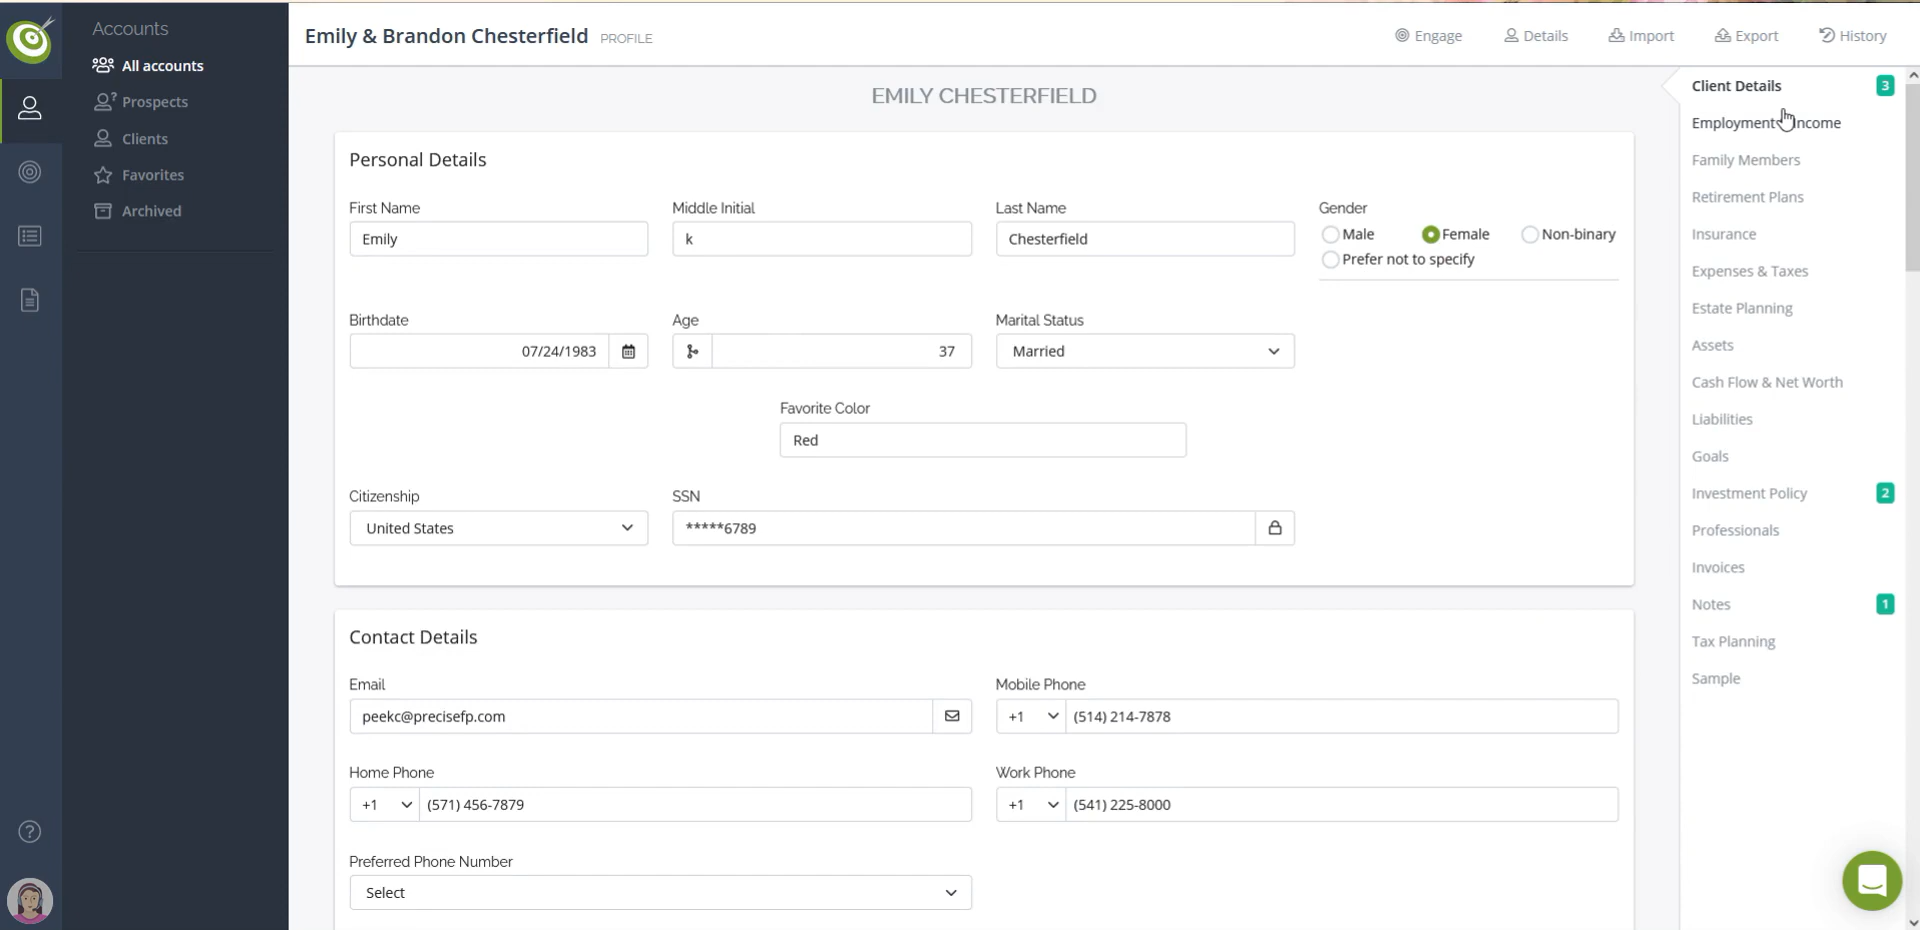 Accounts
All accounts
Prospects
Clients
Favorites
Archived
Emily & Brandon Chesterfield PROFILE
Engage
Details
Import
Export
History
EMILY CHESTERFIELD
Personal Details
First Name
Emily
Middle Initial
k
Last Name
Chesterfield
Gender
Male
Female
Non-binary
Prefer not to specify
Birthdate
07/24/1983
Age
37
Marital Status
Married
Favorite Color
Red
Citizenship
United States
SSN
*****6789
Contact Details
Email
peekc@precisefp.com
Mobile Phone
+1 (514) 214-7878
Home Phone
+1 (571) 456-7879
Work Phone
+1 (541) 225-8000
Preferred Phone Number
Select
Client Details 3
Employment Income
Family Members
Retirement Plans
Insurance
Expenses & Taxes
Estate Planning
Assets
Cash Flow & Net Worth
Liabilities
Goals
Investment Policy 2
Professionals
Invoices
Notes 1
Tax Planning
Sample